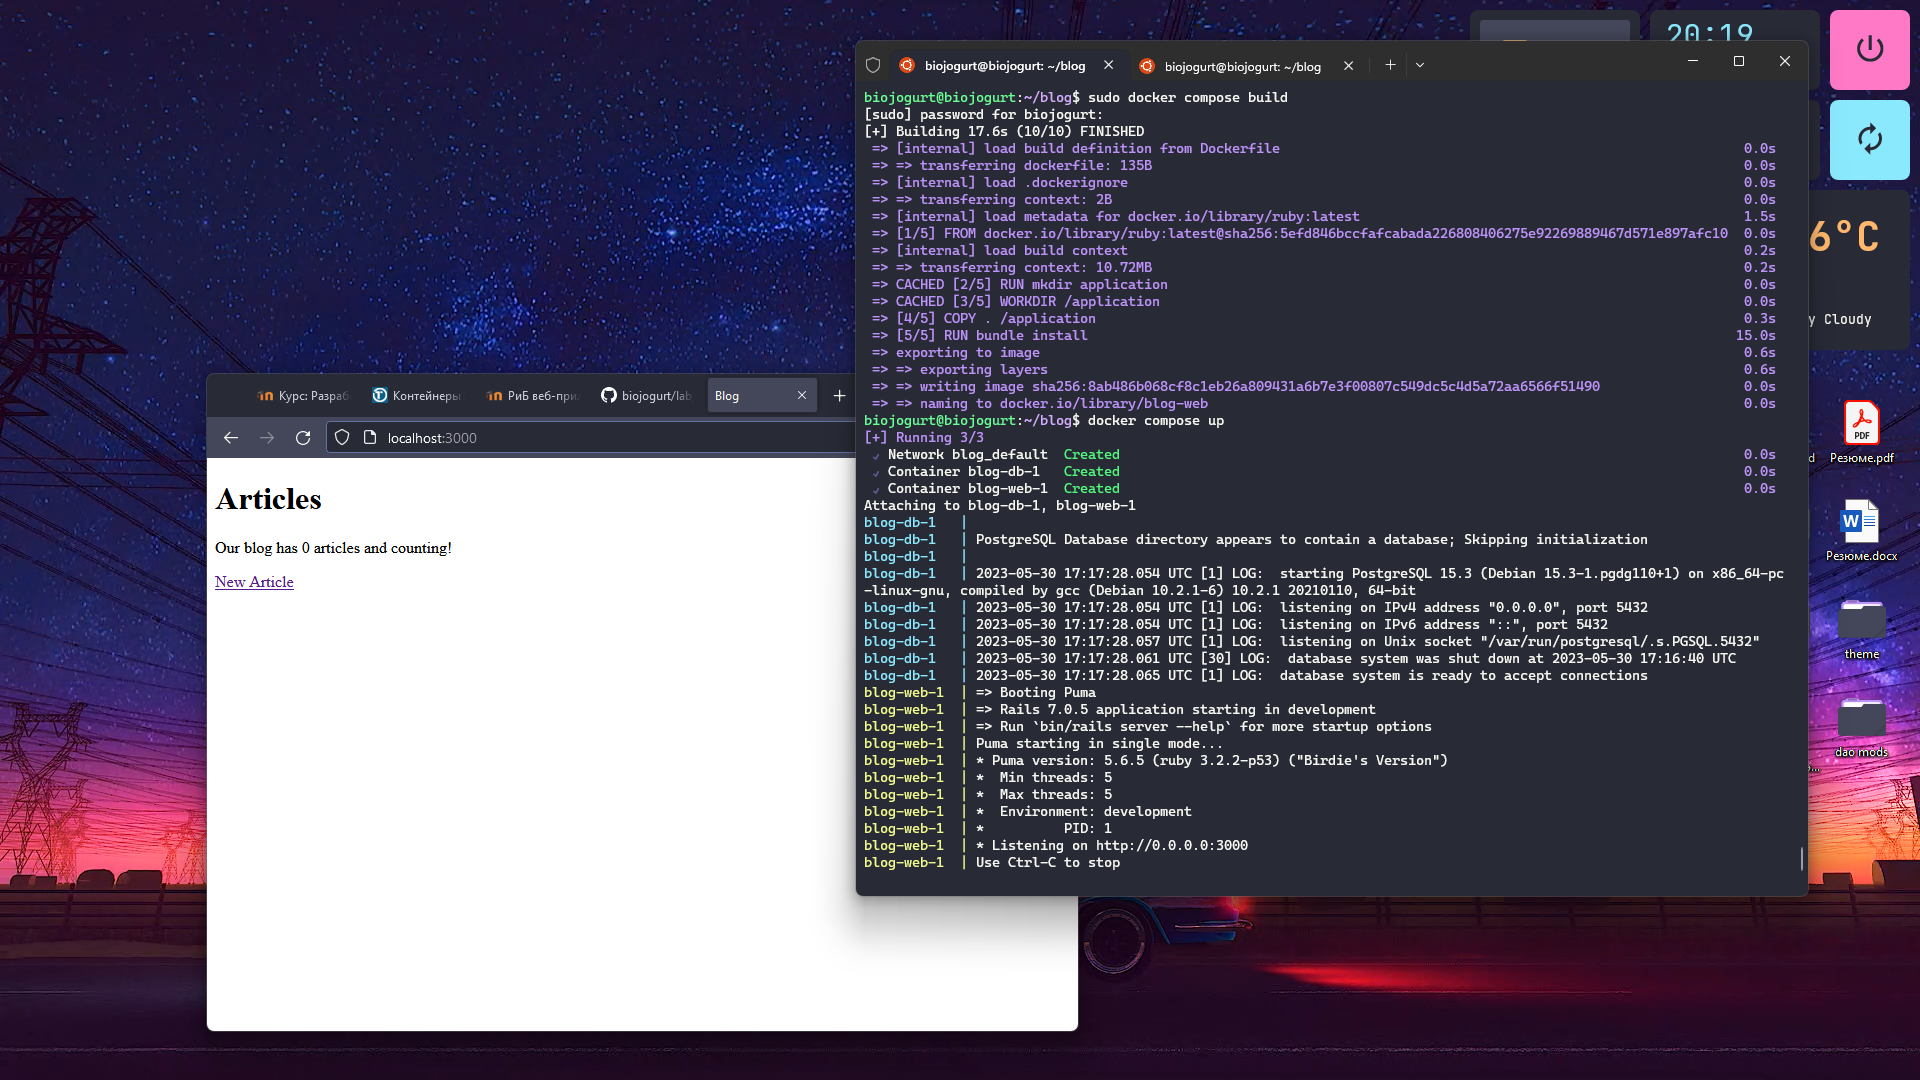 20:19
biojogurt@biojogurt: ~/blog
biojogurt@biojogurt: ~/blog
biojogurt@biojogurt:~/blog$ sudo docker compose build
[sudo] password for biojogurt:
[+] Building 17.6s (10/10) FINISHED
=> [internal] load build definition from Dockerfile 0.0s
=> => transferring dockerfile: 135B 0.0s
=> [internal] load .dockerignore 0.0s
=> => transferring context: 2B 0.0s
=> [internal] load metadata for docker.io/library/ruby:latest 1.5s
=> [1/5] FROM docker.io/library/ruby:latest@sha256:5efd846bccfafcabada226808406275e92269889467d571e897afc10 0.0s
=> [internal] load build context 0.2s
=> => transferring context: 10.72MB 0.2s
=> CACHED [2/5] RUN mkdir application 0.0s
=> CACHED [3/5] WORKDIR /application 0.0s
=> [4/5] COPY . /application 0.3s
=> [5/5] RUN bundle install 15.0s
=> exporting to image 0.6s
=> => exporting layers 0.6s
=> => writing image sha256:8ab486b068cf8c1eb26a809431a6b7e3f00807c549dc5c4d5a72aa6566f51490 0.0s
=> => naming to docker.io/library/blog-web 0.0s
biojogurt@biojogurt:~/blog$ docker compose up
[+] Running 3/3
✓ Network blog_default Created 0.0s
✓ Container blog-db-1 Created 0.0s
✓ Container blog-web-1 Created 0.0s
Attaching to blog-db-1, blog-web-1
blog-db-1 |
blog-db-1 | PostgreSQL Database directory appears to contain a database; Skipping initialization
blog-db-1 |
blog-db-1 | 2023-05-30 17:17:28.054 UTC [1] LOG: starting PostgreSQL 15.3 (Debian 15.3-1.pgdg110+1) on x86_64-pc
-linux-gnu, compiled by gcc (Debian 10.2.1-6) 10.2.1 20210110, 64-bit
blog-db-1 | 2023-05-30 17:17:28.054 UTC [1] LOG: listening on IPv4 address "0.0.0.0", port 5432
blog-db-1 | 2023-05-30 17:17:28.054 UTC [1] LOG: listening on IPv6 address "::", port 5432
blog-db-1 | 2023-05-30 17:17:28.057 UTC [1] LOG: listening on Unix socket "/var/run/postgresql/.s.PGSQL.5432"
blog-db-1 | 2023-05-30 17:17:28.061 UTC [30] LOG: database system was shut down at 2023-05-30 17:16:40 UTC
blog-db-1 | 2023-05-30 17:17:28.065 UTC [1] LOG: database system is ready to accept connections
blog-web-1 | => Booting Puma
blog-web-1 | => Rails 7.0.5 application starting in development
blog-web-1 | => Run `bin/rails server --help` for more startup options
blog-web-1 | Puma starting in single mode...
blog-web-1 | * Puma version: 5.6.5 (ruby 3.2.2-p53) ("Birdie's Version")
blog-web-1 | * Min threads: 5
blog-web-1 | * Max threads: 5
blog-web-1 | * Environment: development
blog-web-1 | * PID: 1
blog-web-1 | * Listening on http://0.0.0.0:3000
blog-web-1 | Use Ctrl-C to stop
Курс: Разраб
Контейнеры
РиБ веб-при
biojogurt/lab
Blog
localhost:3000
Articles
Our blog has 0 articles and counting!
New Article
6°C
y Cloudy
d
PDF
Резюме.pdf
W
Резюме.docx
theme
dao mods